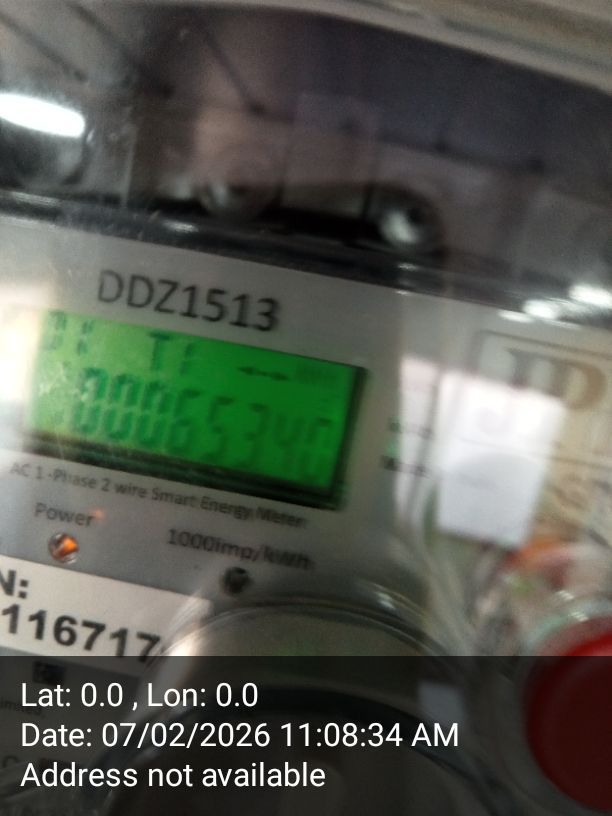 DDZ1513
T1
00065340
AC 1-Phase 2 wire Smart Energy Meter
Power
1000imp/kWh
N:
116717
Lat: 0.0 , Lon: 0.0
Date: 07/02/2026 11:08:34 AM
Address not available